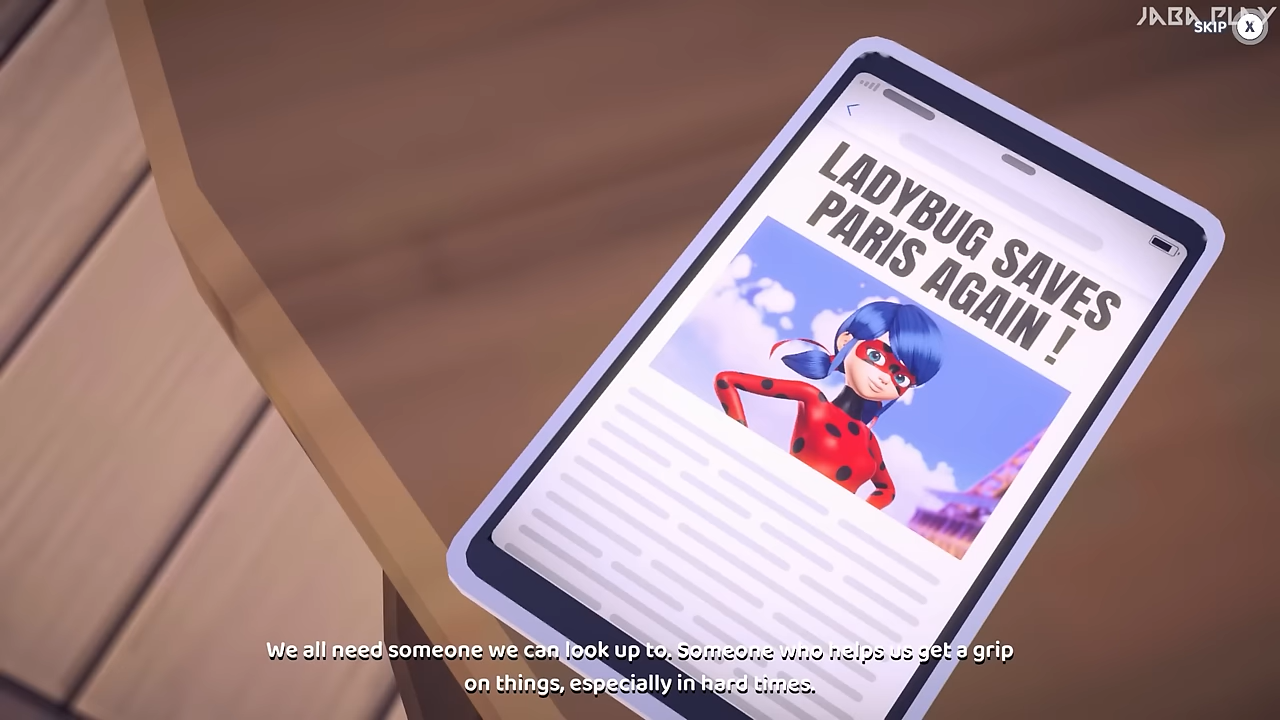 JABA PLAY
SKIP X
LADYBUG SAVES
PARIS AGAIN !
We all need someone we can look up to. Someone who helps us get a grip
on things, especially in hard times.